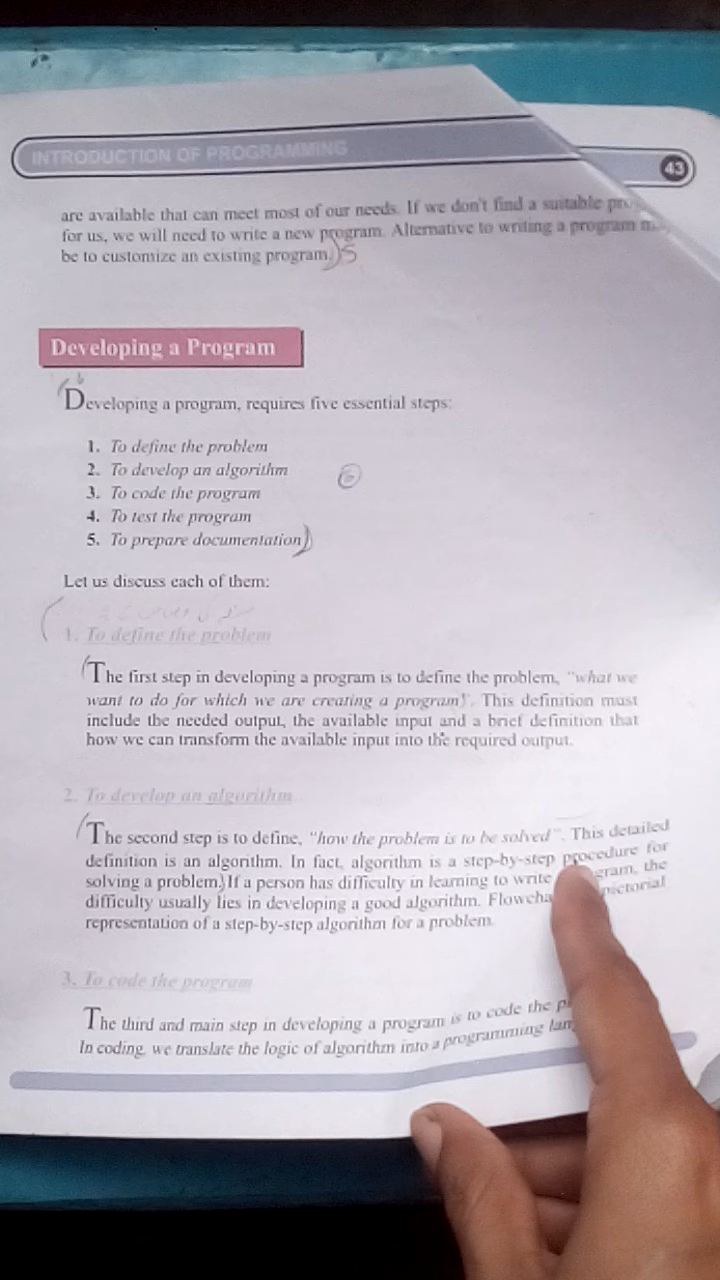 INTRODUCTION OF PROGRAMMING
43
are available that can meet most of our needs. If we don't find a suitable
for us, we will need to write a new program. Alternative to writing a program
be to customize an existing program.)5
Developing a Program
Developing a program, requires five essential steps:
1. To define the problem
2. To develop an algorithm
6
3. To code the program
4. To test the program
5. To prepare documentation)
Let us discuss each of them:
1. To define the problem
(The first step in developing a program is to define the problem, "what we
want to do for which we are creating a program". This definition must
include the needed output, the available input and a brief definition that
how we can transform the available input into the required output.
2. To develop an algorithm
(The second step is to define, "how the problem is to be solved". This detailed
definition is an algorithm. In fact, algorithm is a step-by-step procedure for
solving a problem.)If a person has difficulty in learning to write the
difficulty usually lies in developing a good algorithm. pictorial
representation of a step-by-step algorithm for a problem.
3. To code the program
The third and main step in developing a program is to code the
In coding, we translate the logic of algorithm into a programming